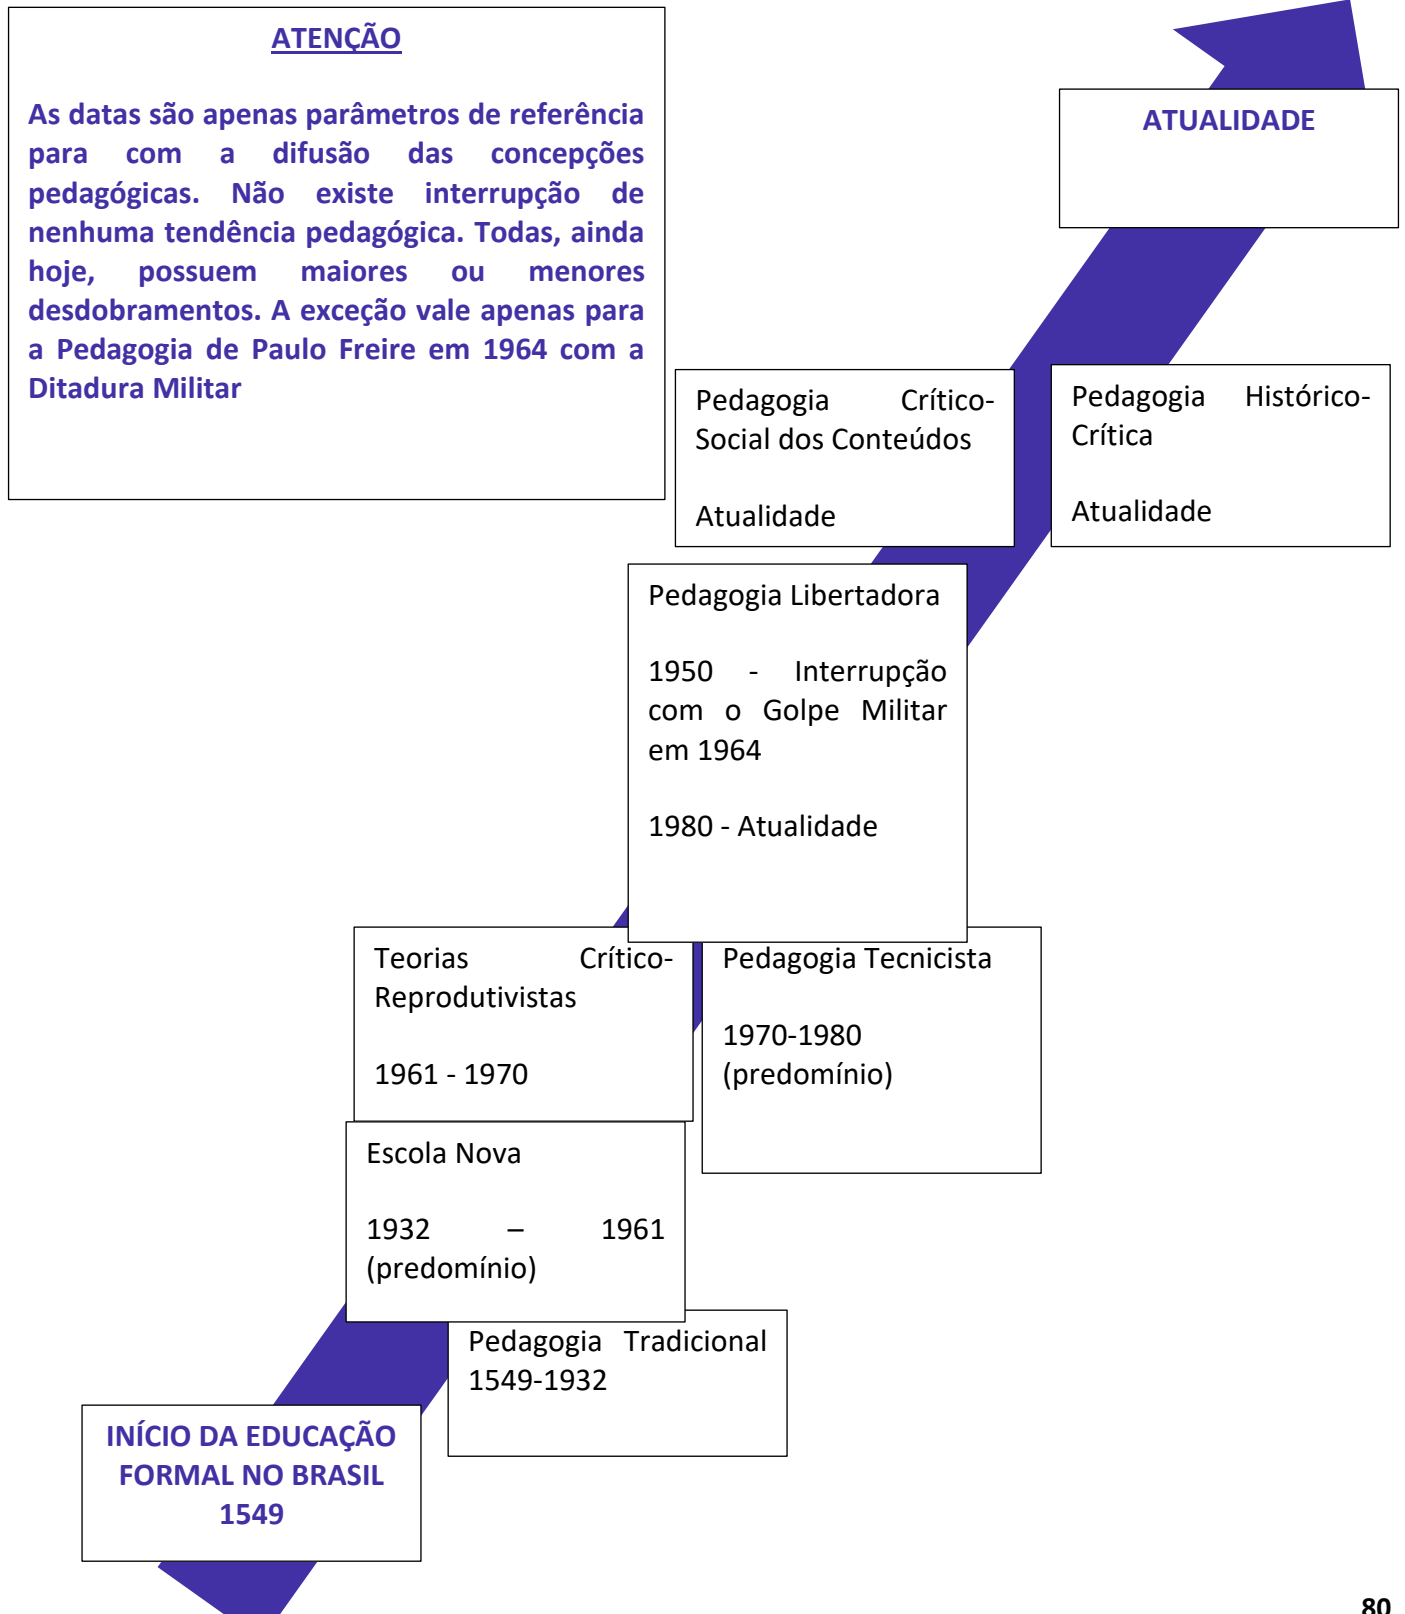 ATENÇÃO
As datas são apenas parâmetros de referência
para com a difusão das concepções
pedagógicas. Não existe interrupção de
nenhuma tendência pedagógica. Todas, ainda
hoje, possuem maiores ou menores
desdobramentos. A exceção vale apenas para
a Pedagogia de Paulo Freire em 1964 com a
Ditadura Militar
ATUALIDADE
Pedagogia Crítico-
Social dos Conteúdos
Atualidade
Pedagogia Histórico-
Crítica
Atualidade
Pedagogia Libertadora
1950 - Interrupção
com o Golpe Militar
em 1964
1980 - Atualidade
Teorias Crítico-
Reprodutivistas
1961 - 1970
Pedagogia Tecnicista
1970-1980
(predomínio)
Escola Nova
1932 – 1961
(predomínio)
Pedagogia Tradicional
1549-1932
INÍCIO DA EDUCAÇÃO
FORMAL NO BRASIL
1549
80